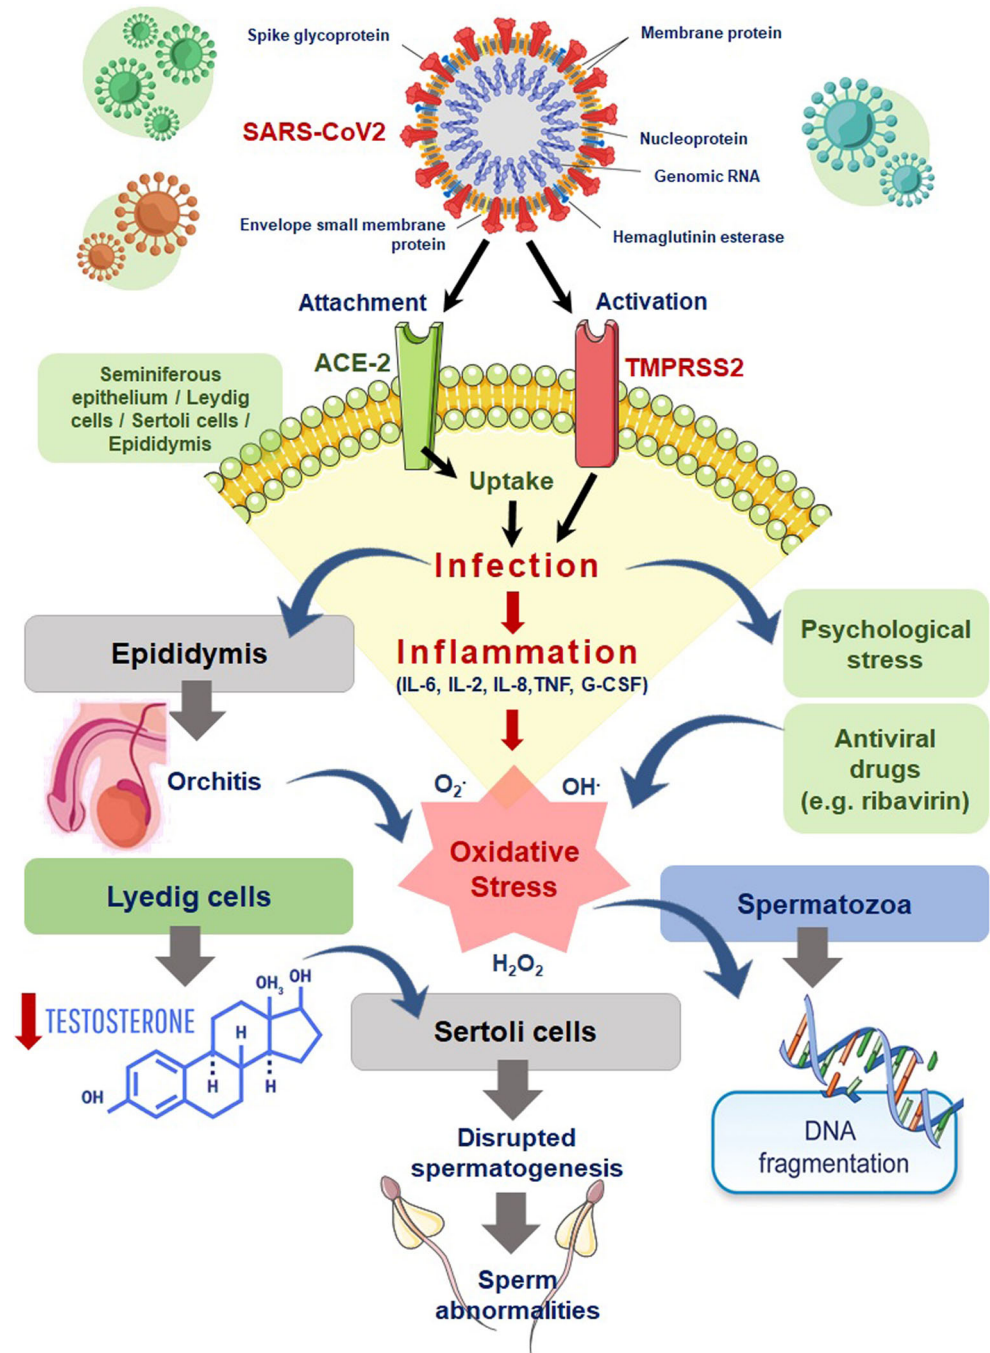 Spike glycoprotein
Membrane protein
SARS-CoV2
Nucleoprotein
Genomic RNA
Envelope small membrane
protein
Hemaglutinin esterase
Attachment
Activation
ACE-2
TMPRSS2
Seminiferous
epithelium / Leydig
cells / Sertoli cells /
Epididymis
Uptake
Infection
Epididymis
Inflammation
(IL-6, IL-2, IL-8,TNF, G-CSF)
Psychological
stress
Orchitis
O₂·
OH·
Antiviral
drugs
(e.g. ribavirin)
Oxidative
Stress
Lyedig cells
Spermatozoa
H₂O₂
TESTOSTERONE
OH₃
OH
H
H
H
OH
Sertoli cells
Disrupted
spermatogenesis
DNA
fragmentation
Sperm
abnormalities